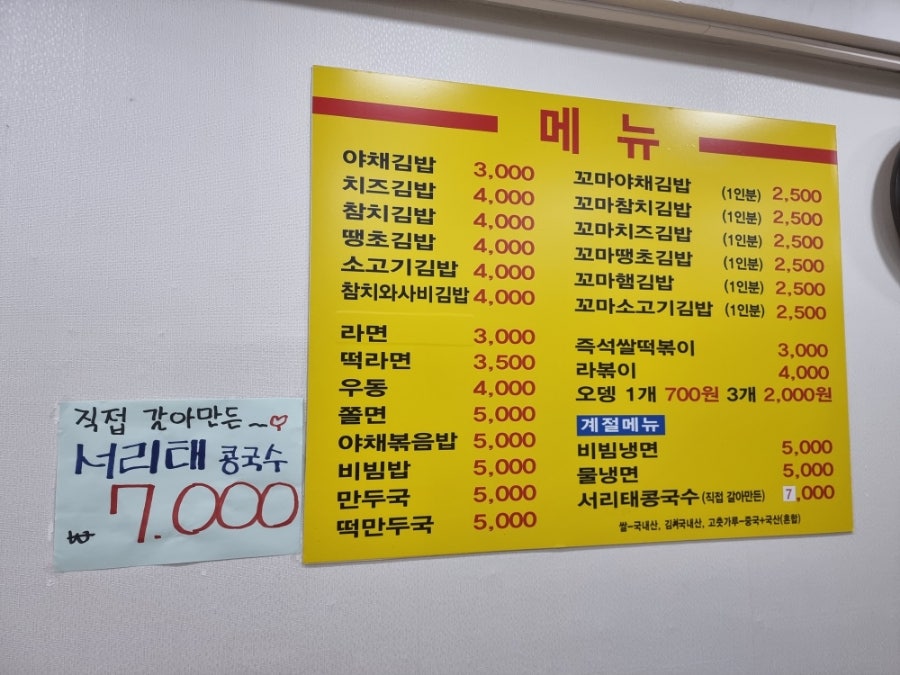 메뉴
야채김밥 3,000
치즈김밥 4,000
참치김밥 4,000
땡초김밥 4,000
소고기김밥 4,000
참치와사비김밥 4,000
라면 3,000
떡라면 3,500
우동 4,000
쫄면 5,000
야채볶음밥 5,000
비빔밥 5,000
만두국 5,000
떡만두국 5,000
꼬마야채김밥 (1인분) 2,500
꼬마참치김밥 (1인분) 2,500
꼬마치즈김밥 (1인분) 2,500
꼬마땡초김밥 (1인분) 2,500
꼬마햄김밥 (1인분) 2,500
꼬마소고기김밥 (1인분) 2,500
즉석쌀떡볶이 3,000
라볶이 4,000
오뎅 1개 700원 3개 2,000원
계절메뉴
비빔냉면 5,000
물냉면 5,000
서리태콩국수 (직접 갈아만든) 7,000
쌀-국내산, 국내산, 고춧가루-중국+국산(혼합)
직접 갈아만든~♡
서리태 콩국수
₩ 7.000